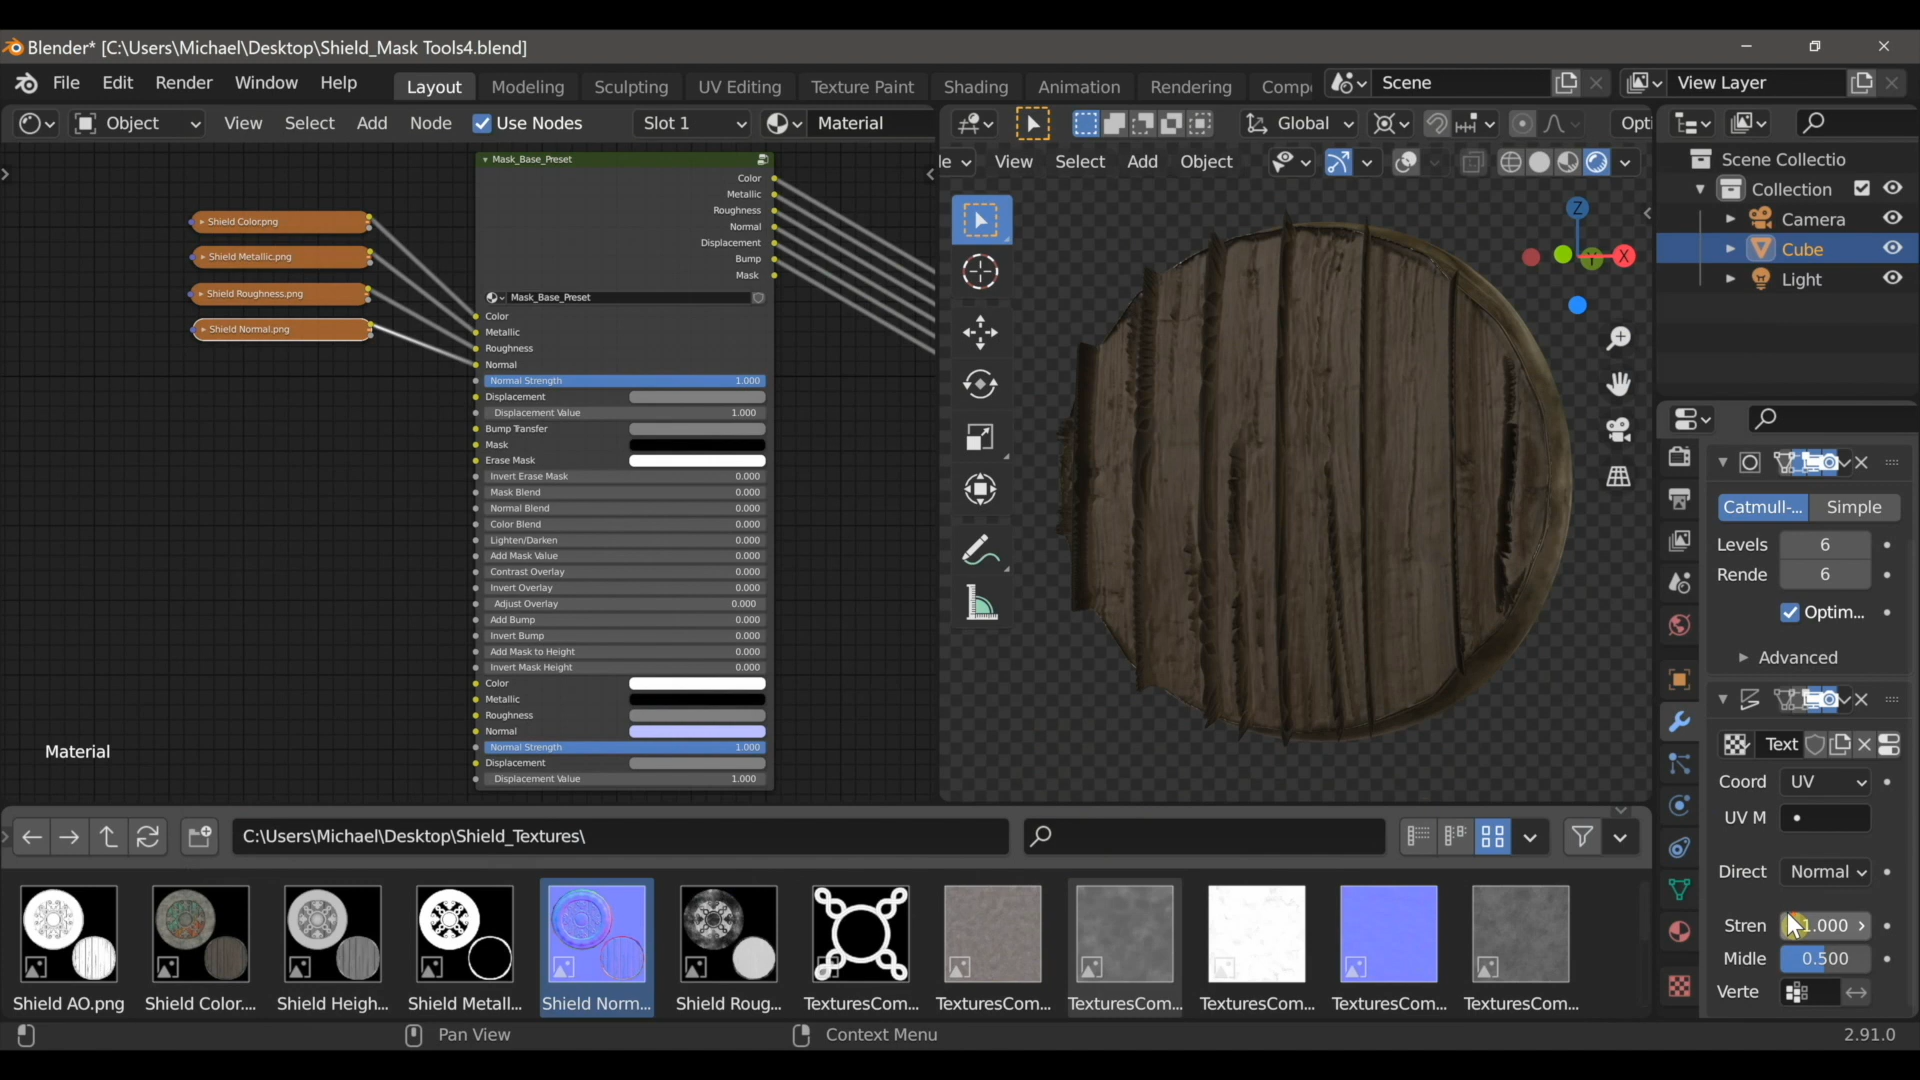 Blender* [C:\Users\Michael\Desktop\Shield_Mask Tools4.blend]
File Edit Render Window Help Layout Modeling Sculpting UV Editing Texture Paint Shading Animation Rendering Comp Scene View Layer
Object View Select Add Node Use Nodes Slot 1 Material Global Opti
le View Select Add Object
Scene Collectio
Collection
Camera
Cube
Light
Mask_Base_Preset
Color
Metallic
Roughness
Normal
Displacement
Bump
Mask
Shield Color.png
Shield Metallic.png
Shield Roughness.png
Shield Normal.png
Mask_Base_Preset
Color
Metallic
Roughness
Normal
Normal Strength 1.000
Displacement
Displacement Value 1.000
Bump Transfer
Mask
Erase Mask
Invert Erase Mask 0.000
Mask Blend 0.000
Normal Blend 0.000
Color Blend 0.000
Lighten/Darken 0.000
Add Mask Value 0.000
Contrast Overlay 0.000
Invert Overlay 0.000
Adjust Overlay 0.000
Add Bump 0.000
Invert Bump 0.000
Add Mask to Height 0.000
Invert Mask Height 0.000
Color
Metallic
Roughness
Normal
Normal Strength 1.000
Displacement
Displacement Value 1.000
Material
Z
X
Y
Catmull-... Simple
Levels 6
Rende 6
Optim...
Advanced
Text
Coord UV
UV M
Direct Normal
Stren 1.000
Midle 0.500
Verte
C:\Users\Michael\Desktop\Shield_Textures\
Shield AO.png Shield Color.... Shield Heigh... Shield Metall... Shield Norm... Shield Roug... TexturesCom... TexturesCom... TexturesCom... TexturesCom... TexturesCom... TexturesCom...
Pan View Context Menu 2.91.0